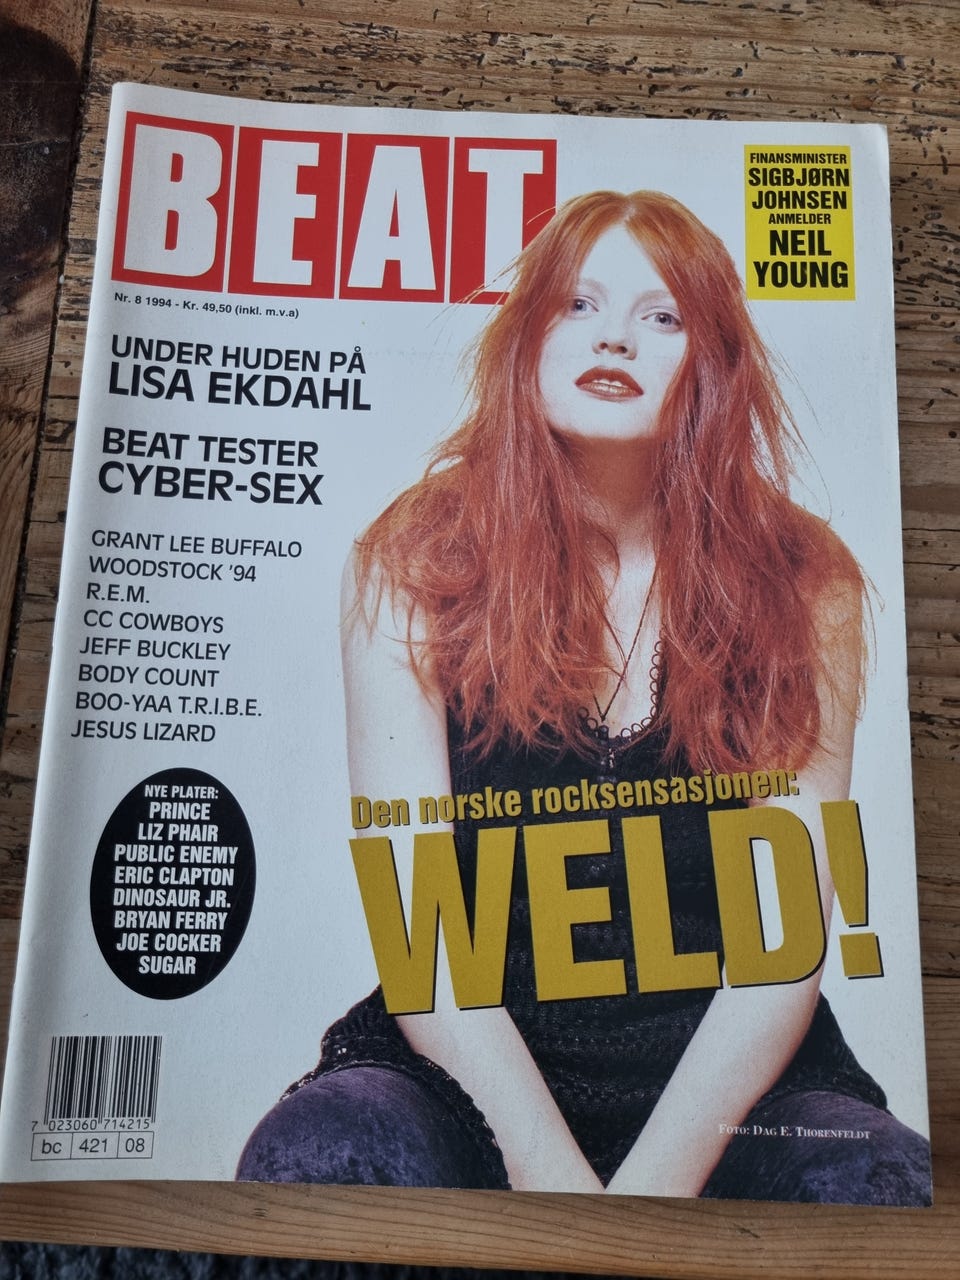 BEAT
Nr. 8 1994 - Kr. 49,50 (inkl. m.v.a)
FINANSMINISTER
SIGBJØRN
JOHNSEN
ANMELDER
NEIL
YOUNG
UNDER HUDEN PÅ
LISA EKDAHL
BEAT TESTER
CYBER-SEX
GRANT LEE BUFFALO
WOODSTOCK '94
R.E.M.
CC COWBOYS
JEFF BUCKLEY
BODY COUNT
BOO-YAA T.R.I.B.E.
JESUS LIZARD
NYE PLATER:
PRINCE
LIZ PHAIR
PUBLIC ENEMY
ERIC CLAPTON
DINOSAUR JR.
BRYAN FERRY
JOE COCKER
SUGAR
Den norske rocksensasjonen:
WELD!
7 023060 714215
bc 421 08
FOTO: DAG E. THORENFELDT